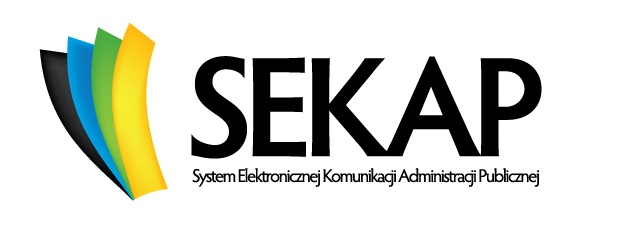 SEKAP
System Elektronicznej Komunikacji Administracji Publicznej